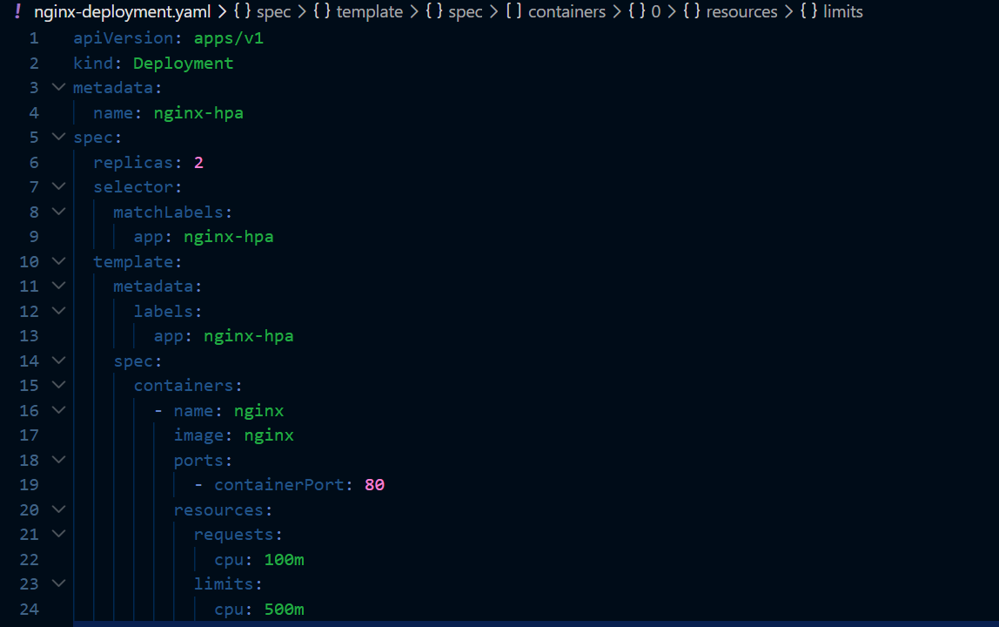 ! nginx-deployment.yaml > {} spec > {} template > {} spec > [] containers > {} 0 > {} resources > {} limits
1 apiVersion: apps/v1
2 kind: Deployment
3 metadata:
4   name: nginx-hpa
5 spec:
6   replicas: 2
7   selector:
8     matchLabels:
9       app: nginx-hpa
10   template:
11     metadata:
12       labels:
13         app: nginx-hpa
14     spec:
15       containers:
16         - name: nginx
17           image: nginx
18           ports:
19             - containerPort: 80
20           resources:
21             requests:
22               cpu: 100m
23             limits:
24               cpu: 500m